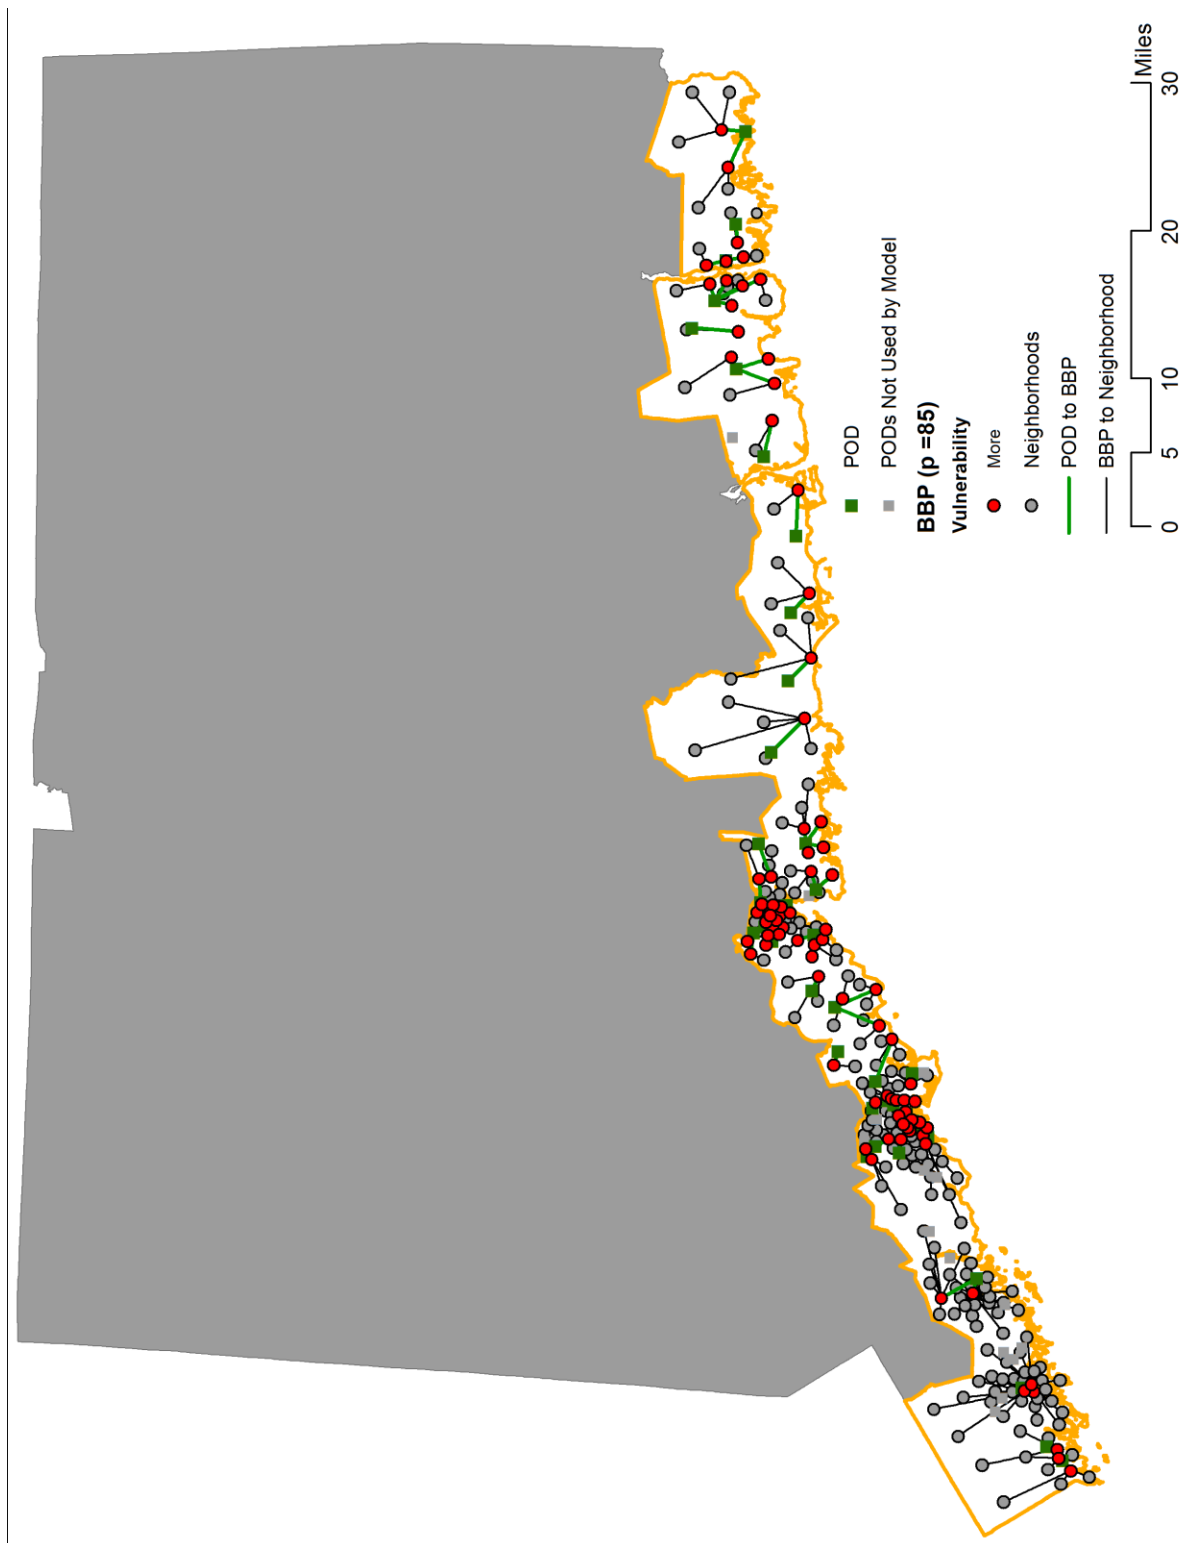 POD
PODs Not Used by Model
BBP (p =85)
Vulnerability
More
Neighborhoods
POD to BBP
BBP to Neighborhood
0 5 10 20 30
Miles